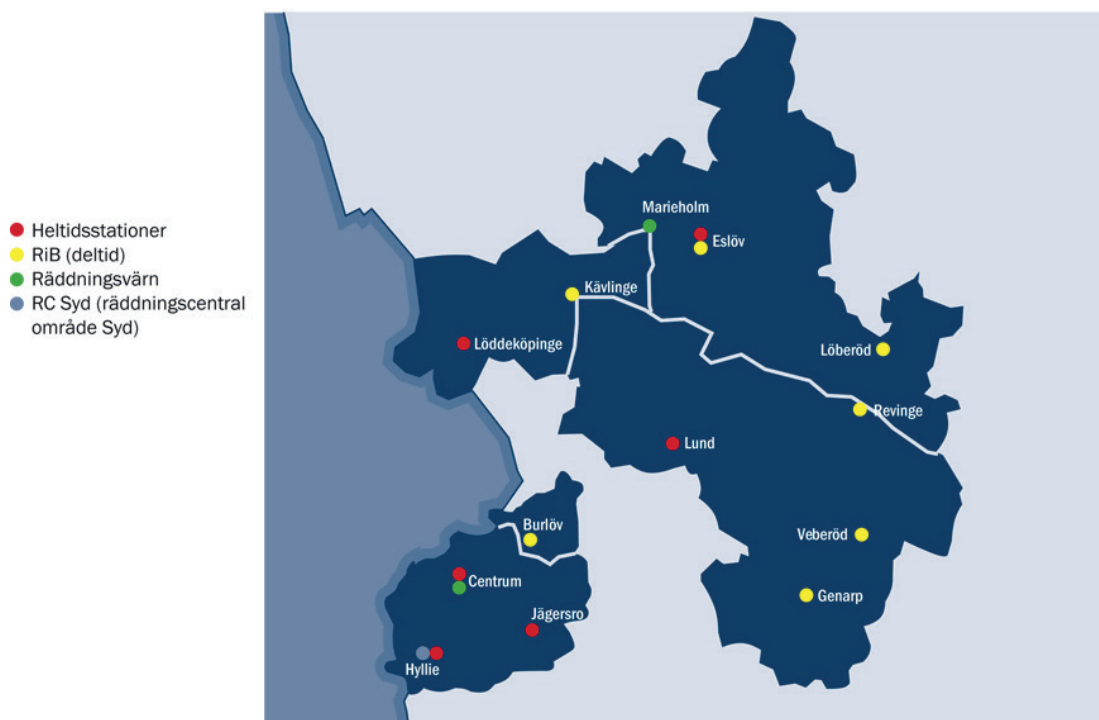 Heltidsstationer
RiB (deltid)
Räddningsvärn
RC Syd (räddningscentral
område Syd)
Marieholm
Eslöv
Kävlinge
Löddeköpinge
Löberöd
Revinge
Lund
Burlöv
Veberöd
Centrum
Genarp
Jägersro
Hyllie